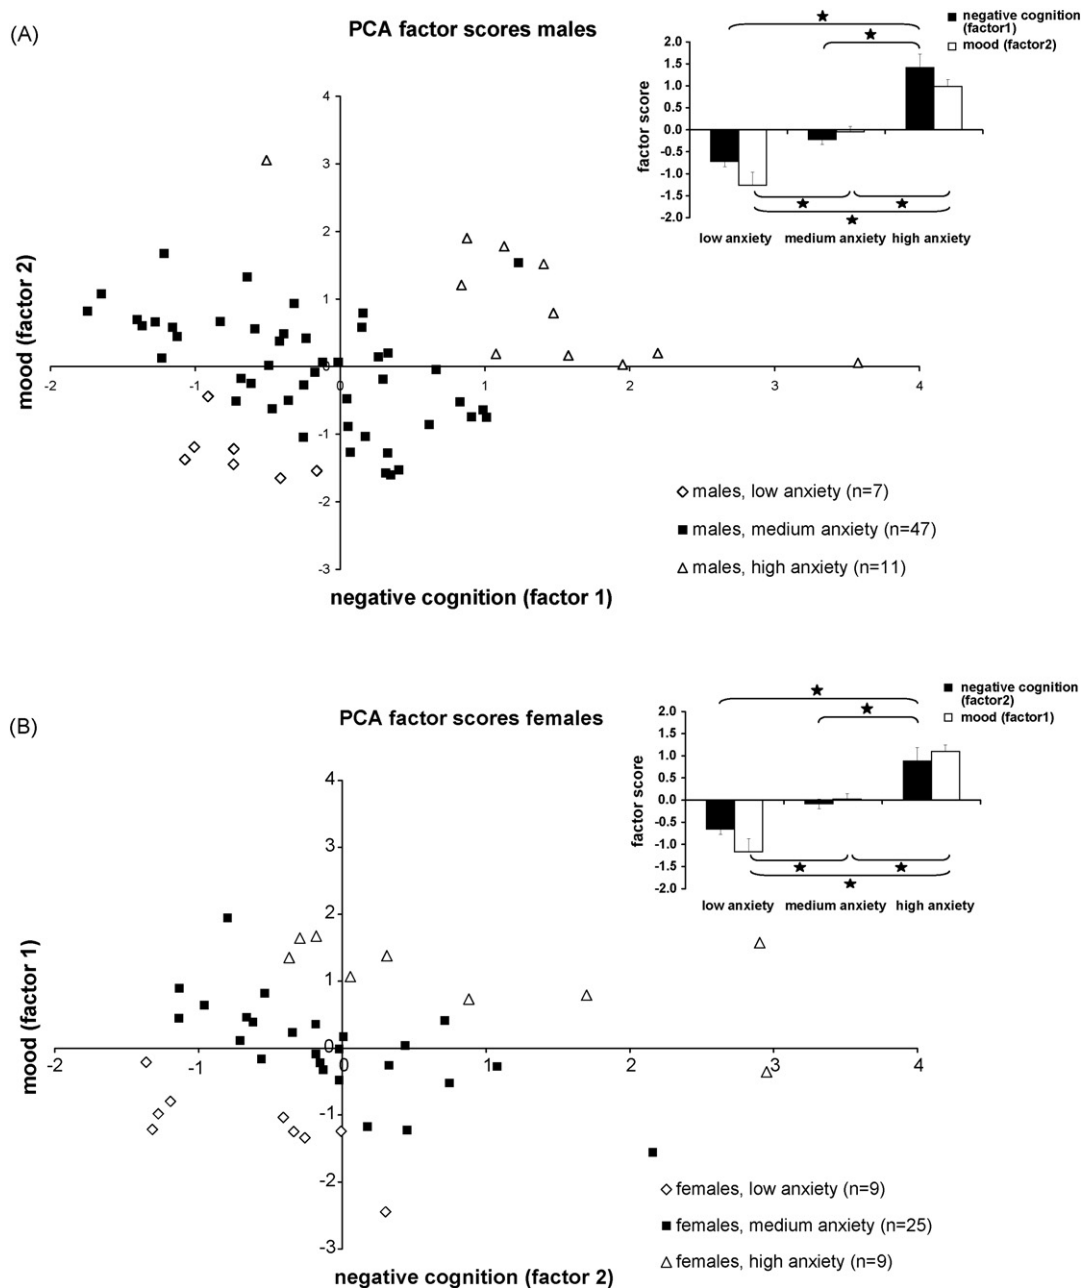 (A)
PCA factor scores males
negative cognition
(factor1)
mood (factor2)
factor score
2.0
1.5
1.0
0.5
0.0
-0.5
-1.0
-1.5
-2.0
low anxiety medium anxiety high anxiety
mood (factor 2)
4
3
2
1
0
-1
-2
-3
-2 -1 0 1 2 3 4
males, low anxiety (n=7)
males, medium anxiety (n=47)
males, high anxiety (n=11)
negative cognition (factor 1)
(B)
PCA factor scores females
negative cognition
(factor2)
mood (factor1)
factor score
2.0
1.5
1.0
0.5
0.0
-0.5
-1.0
-1.5
-2.0
low anxiety medium anxiety high anxiety
mood (factor 1)
4
3
2
1
0
-1
-2
-3
-2 -1 0 1 2 3 4
females, low anxiety (n=9)
females, medium anxiety (n=25)
females, high anxiety (n=9)
negative cognition (factor 2)